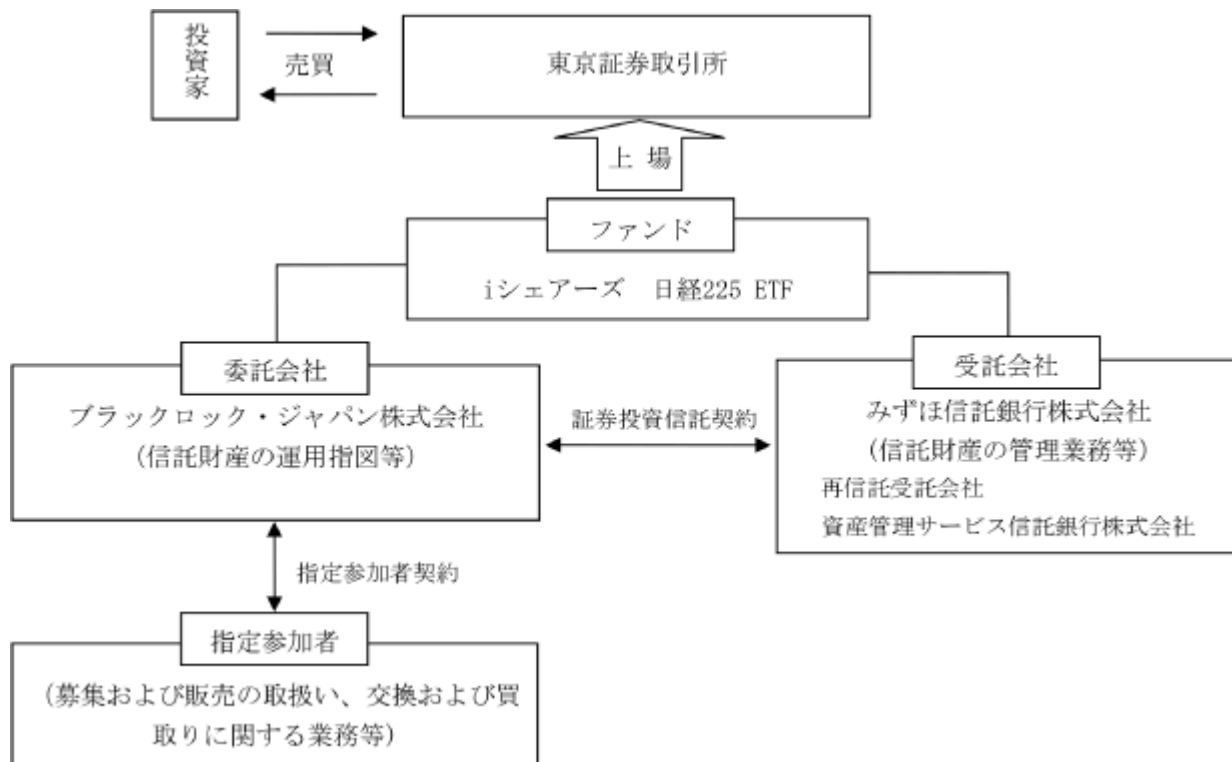 投資家
売買
東京証券取引所
上 場
ファンド
iシェアーズ 日経225 ETF
委託会社
ブラックロック・ジャパン株式会社
(信託財産の運用指図等)
証券投資信託契約
受託会社
みずほ信託銀行株式会社
(信託財産の管理業務等)
再信託受託会社
資産管理サービス信託銀行株式会社
指定参加者契約
指定参加者
(募集および販売の取扱い、交換および買
取りに関する業務等)